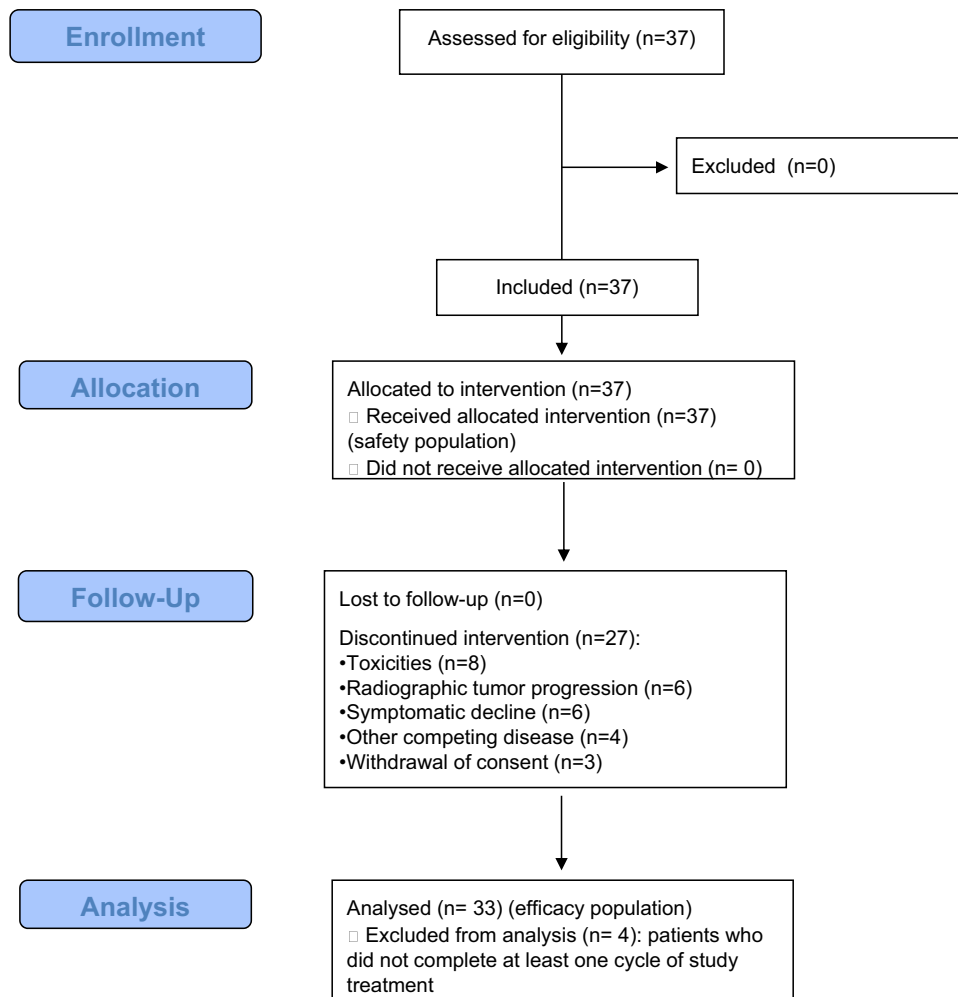 Enrollment
Assessed for eligibility (n=37)
Excluded (n=0)
Included (n=37)
Allocation
Allocated to intervention (n=37)
□ Received allocated intervention (n=37)
(safety population)
□ Did not receive allocated intervention (n= 0)
Follow-Up
Lost to follow-up (n=0)
Discontinued intervention (n=27):
•Toxicities (n=8)
•Radiographic tumor progression (n=6)
•Symptomatic decline (n=6)
•Other competing disease (n=4)
•Withdrawal of consent (n=3)
Analysis
Analysed (n= 33) (efficacy population)
□ Excluded from analysis (n= 4): patients who
did not complete at least one cycle of study
treatment